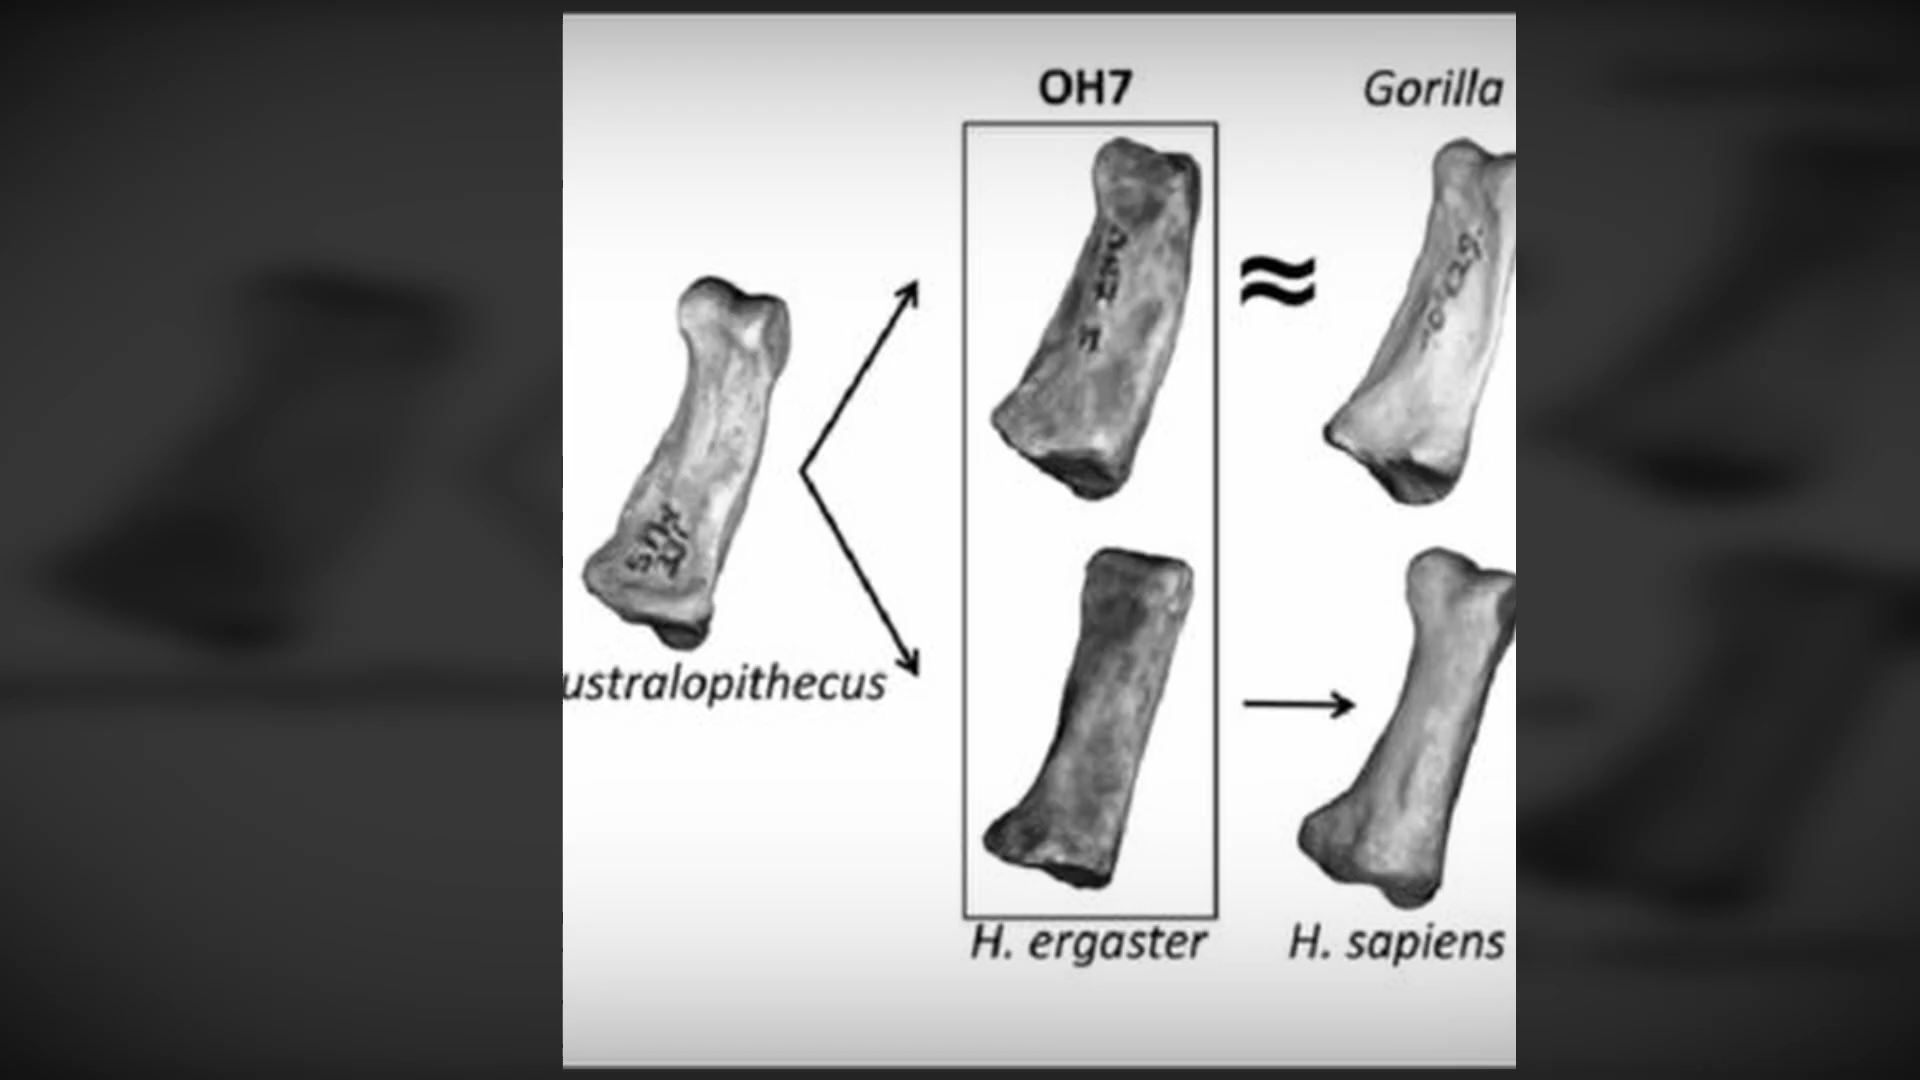 OH7
Gorilla
ustralopithecus
H. ergaster
H. sapiens